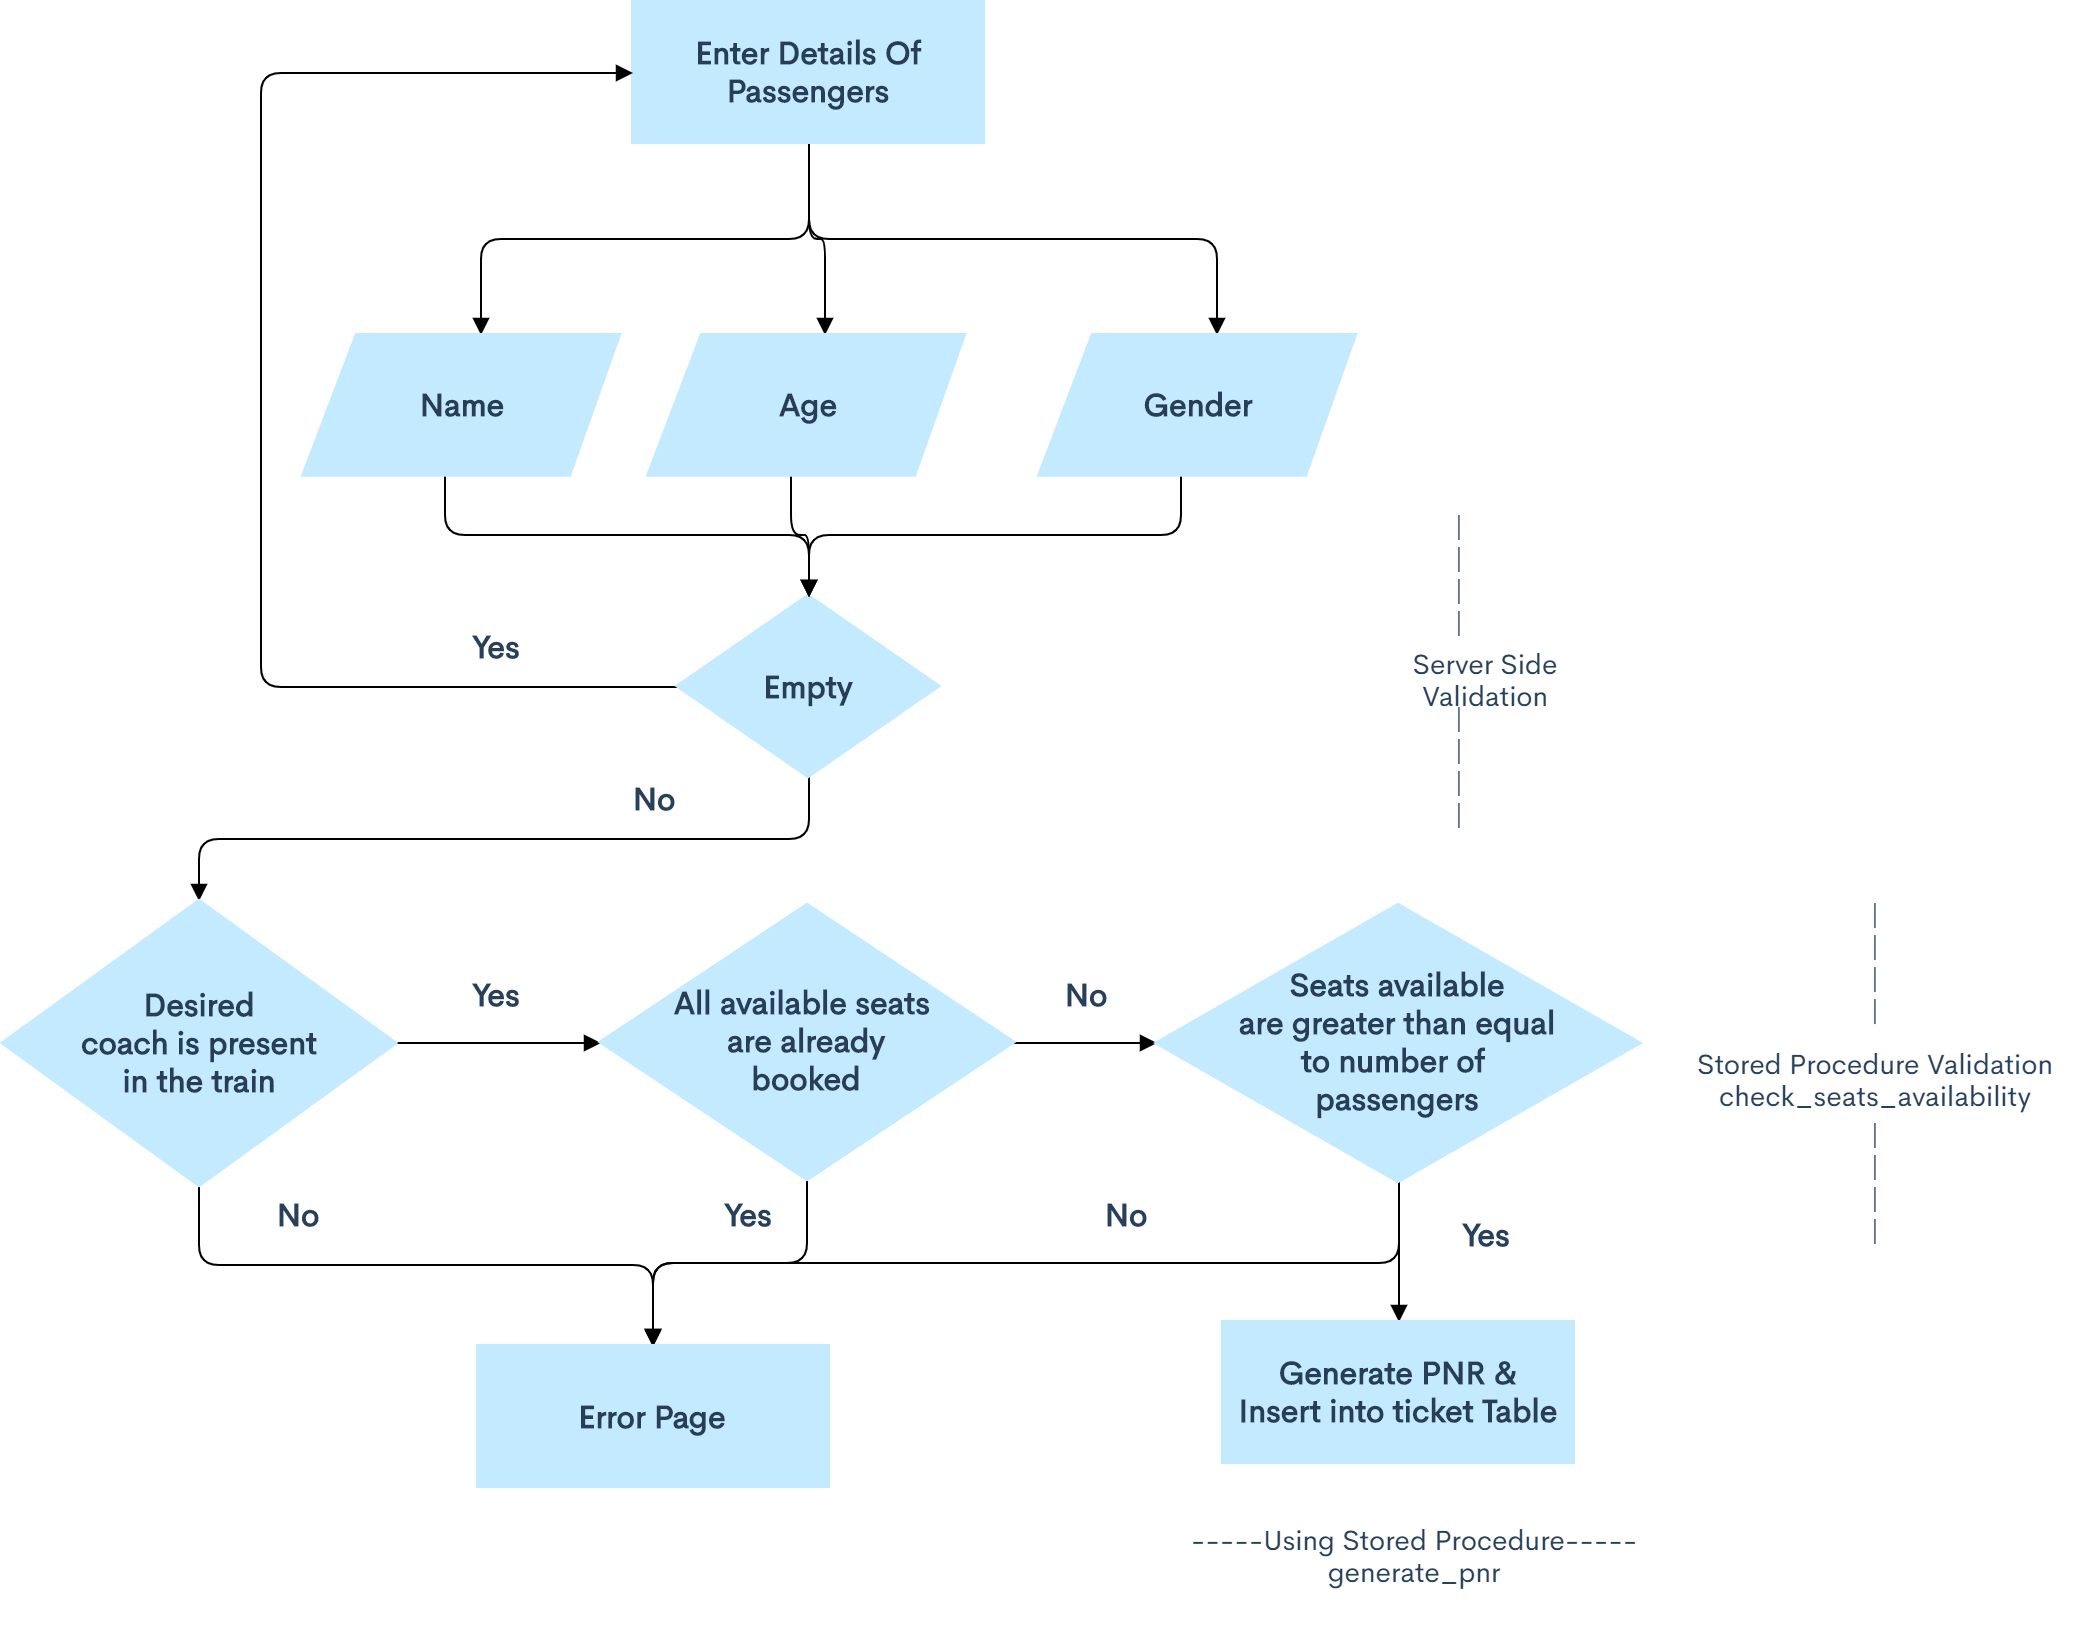 Enter Details Of
Passengers
Name
Age
Gender
Yes
Empty
Server Side
Validation
No
Desired
coach is present
in the train
Yes
All available seats
are already
booked
No
Seats available
are greater than equal
to number of
passengers
Stored Procedure Validation
check_seats_availability
No
Yes
No
Yes
Error Page
Generate PNR &
Insert into ticket Table
-----Using Stored Procedure-----
generate_pnr